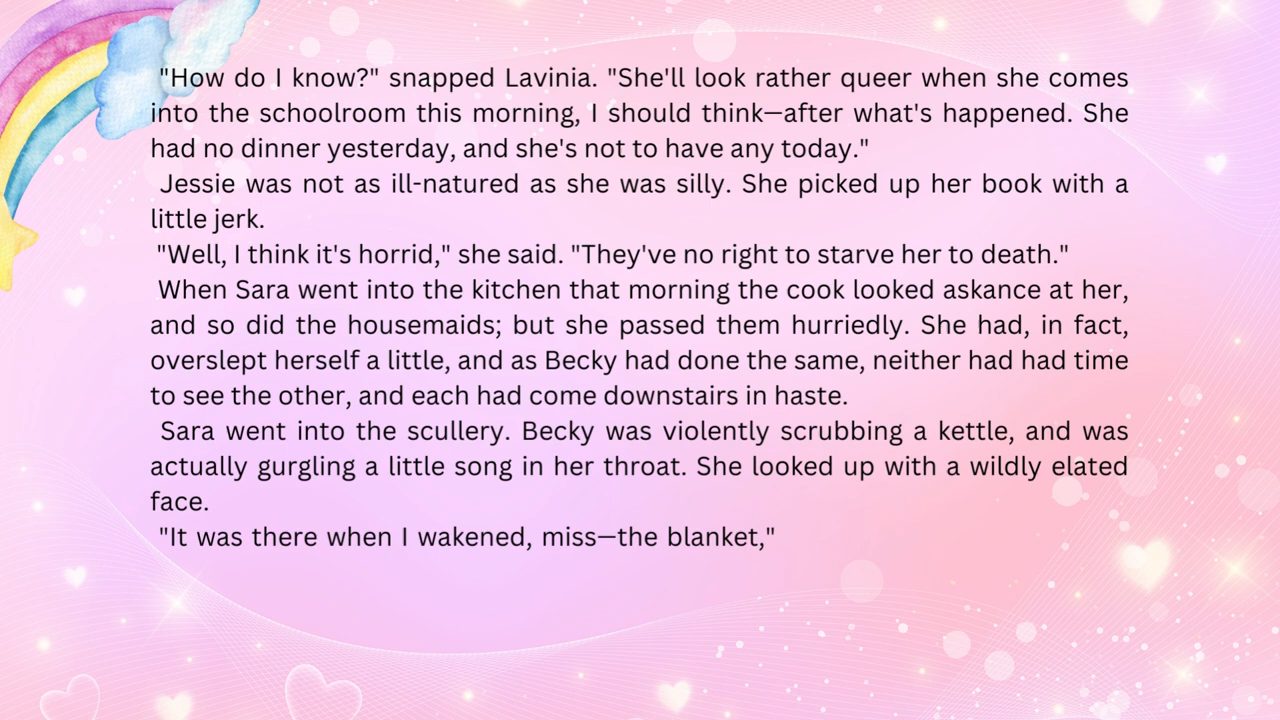 "How do I know?" snapped Lavinia. "She'll look rather queer when she comes
into the schoolroom this morning, I should think—after what's happened. She
had no dinner yesterday, and she's not to have any today."
Jessie was not as ill-natured as she was silly. She picked up her book with a
little jerk.
"Well, I think it's horrid," she said. "They've no right to starve her to death."
When Sara went into the kitchen that morning the cook looked askance at her,
and so did the housemaids; but she passed them hurriedly. She had, in fact,
overslept herself a little, and as Becky had done the same, neither had had time
to see the other, and each had come downstairs in haste.
Sara went into the scullery. Becky was violently scrubbing a kettle, and was
actually gurgling a little song in her throat. She looked up with a wildly elated
face.
"It was there when I wakened, miss—the blanket,"